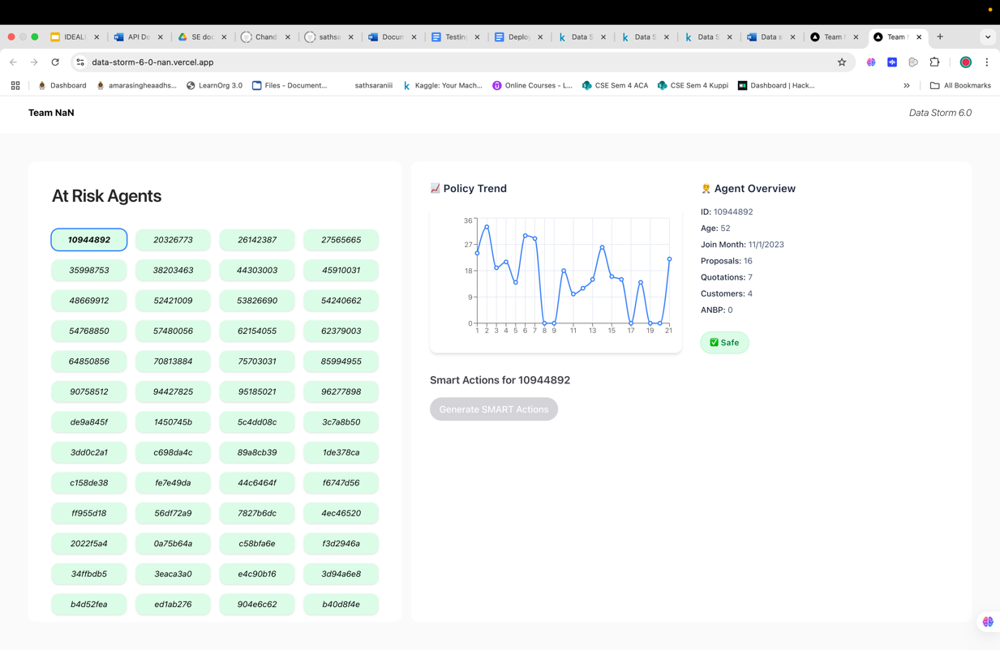 IDEAL
API Do
SE doc
Chand
sathsa
Docum
Testing
Deploy
Data S
Data S
Data S
Data s
Team
Team
data-storm-6-0-nan.vercel.app
Dashboard
amarasingheaadhs...
LearnOrg 3.0
Files - Document...
sathsaraniii
Kaggle: Your Mach...
Online Courses - L...
CSE Sem 4 ACA
CSE Sem 4 Kuppi
Dashboard | Hack...
»
All Bookmarks
Team NaN
Data Storm 6.0
At Risk Agents
10944892 20326773 26142387 27565665
35998753 38203463 44303003 45910031
48669912 52421009 53826690 54240662
54768850 57480056 62154055 62379003
64850856 70813884 75703031 85994955
90758512 94427825 95185021 96277898
de9a845f 1450745b 5c4dd08c 3c7a8b50
3dd0c2a1 c698da4c 89a8cb39 1de378ca
c158de38 fe7e49da 44c6464f f6747d56
ff955d18 56df72a9 7827b6dc 4ec46520
2022f5a4 0a75b64a c58bfa6e f3d2946a
34ffbdb5 3eaca3a0 e4c90b16 3d94a6e8
b4d52fea ed1ab276 904e6c62 b40d8f4e
📈 Policy Trend
36
27
18
9
0
1 2 3 4 5 6 7 8 9 11 13 15 17 19 21
Agent Overview
ID: 10944892
Age: 52
Join Month: 11/1/2023
Proposals: 16
Quotations: 7
Customers: 4
ANBP: 0
✅ Safe
Smart Actions for 10944892
Generate SMART Actions